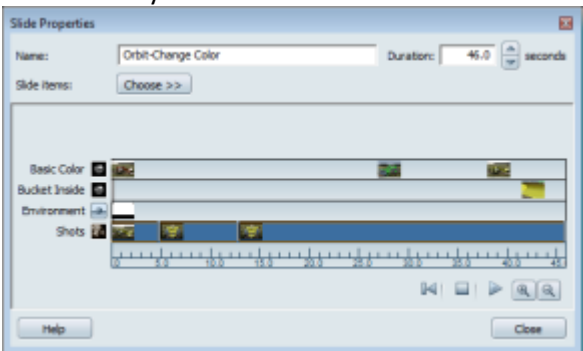 Slide Properties
Name: Orbit-Change Color Duration: 46.0 seconds
Slide items: Choose >>
Basic Color
Bucket Inside
Environment
Shots
.0 5.0 10.0 15.0 20.0 25.0 30.0 35.0 40.0 45.
Help Close